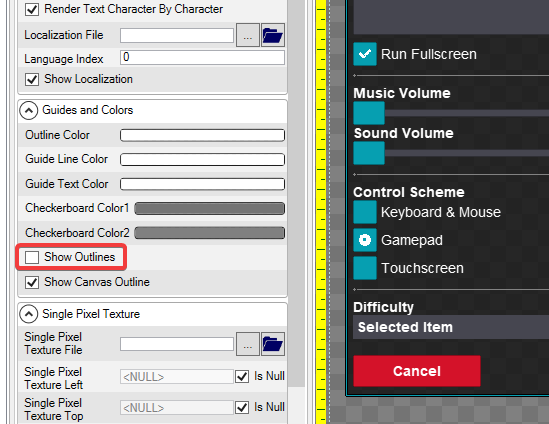 Render Text Character By Character
Localization File
...
Language Index
0
Show Localization
Guides and Colors
Outline Color
Guide Line Color
Guide Text Color
Checkerboard Color1
Checkerboard Color2
Show Outlines
Show Canvas Outline
Single Pixel Texture
Single Pixel
Texture File
...
Single Pixel
Texture Left
<NULL>
Is Null
Single Pixel
Texture Top
<NULL>
Is Null
Run Fullscreen
Music Volume
Sound Volume
Control Scheme
Keyboard & Mouse
Gamepad
Touchscreen
Difficulty
Selected Item
Cancel